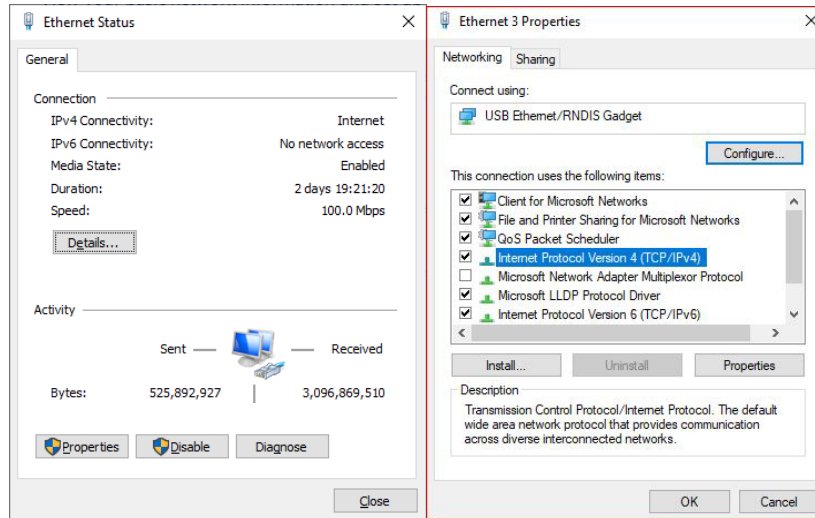 Ethernet Status
General
Connection
IPv4 Connectivity: Internet
IPv6 Connectivity: No network access
Media State: Enabled
Duration: 2 days 19:21:20
Speed: 100.0 Mbps
Details...
Activity
Sent — Received
Bytes: 525,892,927 | 3,096,869,510
Properties Disable Diagnose
Close
Ethernet 3 Properties
Networking Sharing
Connect using:
USB Ethernet/RNDIS Gadget
Configure...
This connection uses the following items:
Client for Microsoft Networks
File and Printer Sharing for Microsoft Networks
QoS Packet Scheduler
Internet Protocol Version 4 (TCP/IPv4)
Microsoft Network Adapter Multiplexor Protocol
Microsoft LLDP Protocol Driver
Internet Protocol Version 6 (TCP/IPv6)
Install... Uninstall Properties
Description
Transmission Control Protocol/Internet Protocol. The default
wide area network protocol that provides communication
across diverse interconnected networks.
OK Cancel